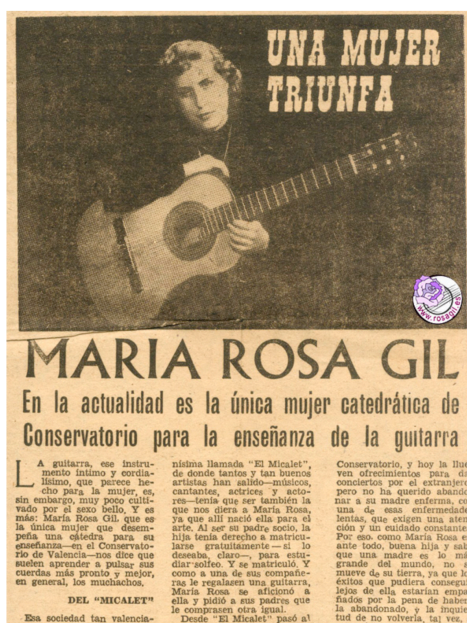 UNA MUJER
TRIUNFA
www.rosagil.es
MARIA ROSA GIL
En la actualidad es la única mujer catedrática de
Conservatorio para la enseñanza de la guitarra
LA guitarra, ese instru-
mento íntimo y cordia-
lísimo, que parece he-
cho para la mujer, es,
sin embargo, muy poco culti-
vado por el sexo bello. Y es
más: María Rosa Gil, que es
la única mujer que desem-
peña una cátedra para su
enseñanza—en el Conservato-
rio de Valencia—nos dice que
suelen aprender a pulsar sus
cuerdas más pronto y mejor,
en general, los muchachos.
DEL "MICALET"
Esa sociedad tan valencia-
nísima llamada "El Micalet",
de donde tantos y tan buenos
artistas han salido—músicos,
cantantes, actrices y acto-
res—tenía que ser también la
que nos diera a María Rosa,
ya que allí nació ella para el
arte. Al ser su padre socio, la
hija tenía derecho a matricu-
larse gratuitamente — si lo
deseaba, claro—, para estu-
diar solfeo. Y se matriculó. Y
como a una de sus compañe-
ras le regalasen una guitarra,
María Rosa se aficionó a
ella y pidió a sus padres que
le comprasen otra igual.
Desde "El Micalet" pasó al
Conservatorio, y hoy la llue
ven ofrecimientos para da
conciertos por el extranjero
pero no ha querido abando
nar a su madre enferma, co
una de esas enfermedade
lentas, que exigen una aten
ción y un cuidado constante
Por eso, como María Rosa e
ante todo, buena hija y sab
que una madre es lo má
grande del mundo, no s
mueve de su tierra, ya que l
éxitos que pudiera consegu
lejos de ella estarían empa
ñados por la pena de haber
la abandonado, y la inquie
tud de no volverla, tal vez,